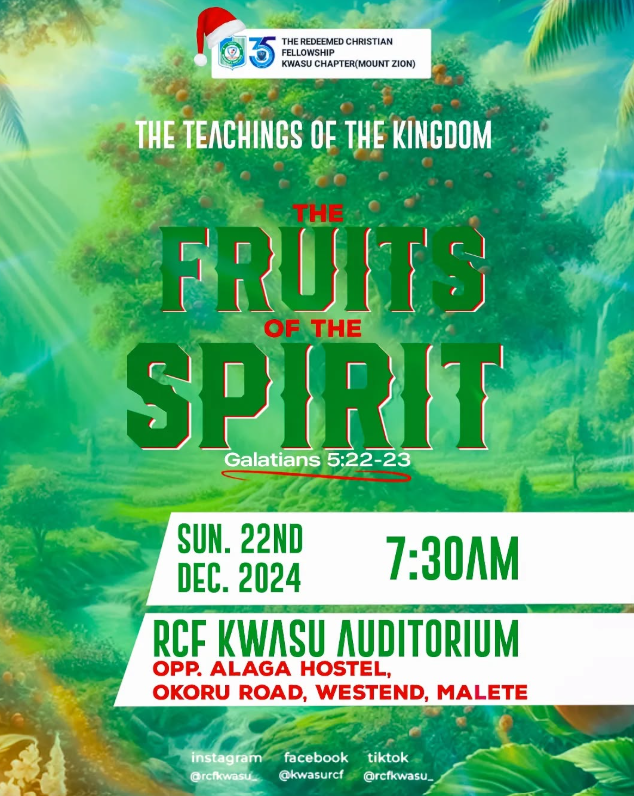 35
THE REDEEMED CHRISTIAN
FELLOWSHIP
KWASU CHAPTER(MOUNT ZION)
THE TEACHINGS OF THE KINGDOM
THE
FRUITS
OF THE
SPIRIT
Galatians 5:22-23
SUN. 22ND
DEC. 2024
7:30AM
RCF KWASU AUDITORIUM
OPP. ALAGA HOSTEL,
OKORU ROAD, WESTEND, MALETE
instagram facebook tiktok
@rcfkwasu_ @kwasurcf @rcfkwasu_